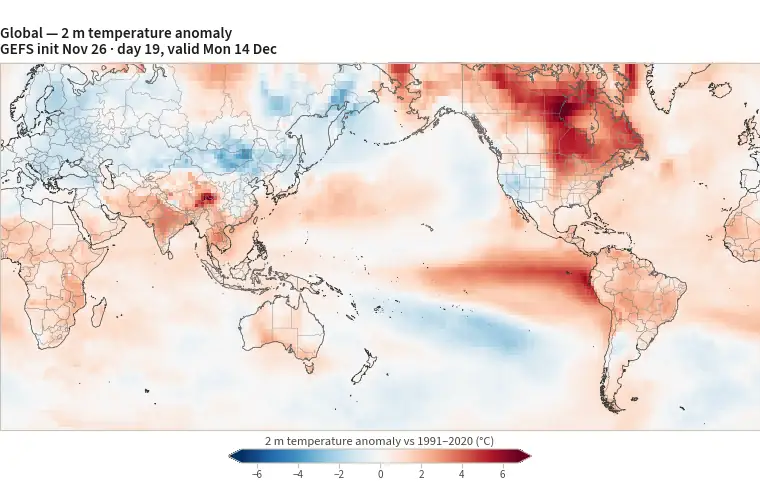 Global — 2 m temperature anomaly
GEFS init Nov 26 · day 19, valid Mon 14 Dec
2 m temperature anomaly vs 1991–2020 (°C)
−6 −4 −2 0 2 4 6